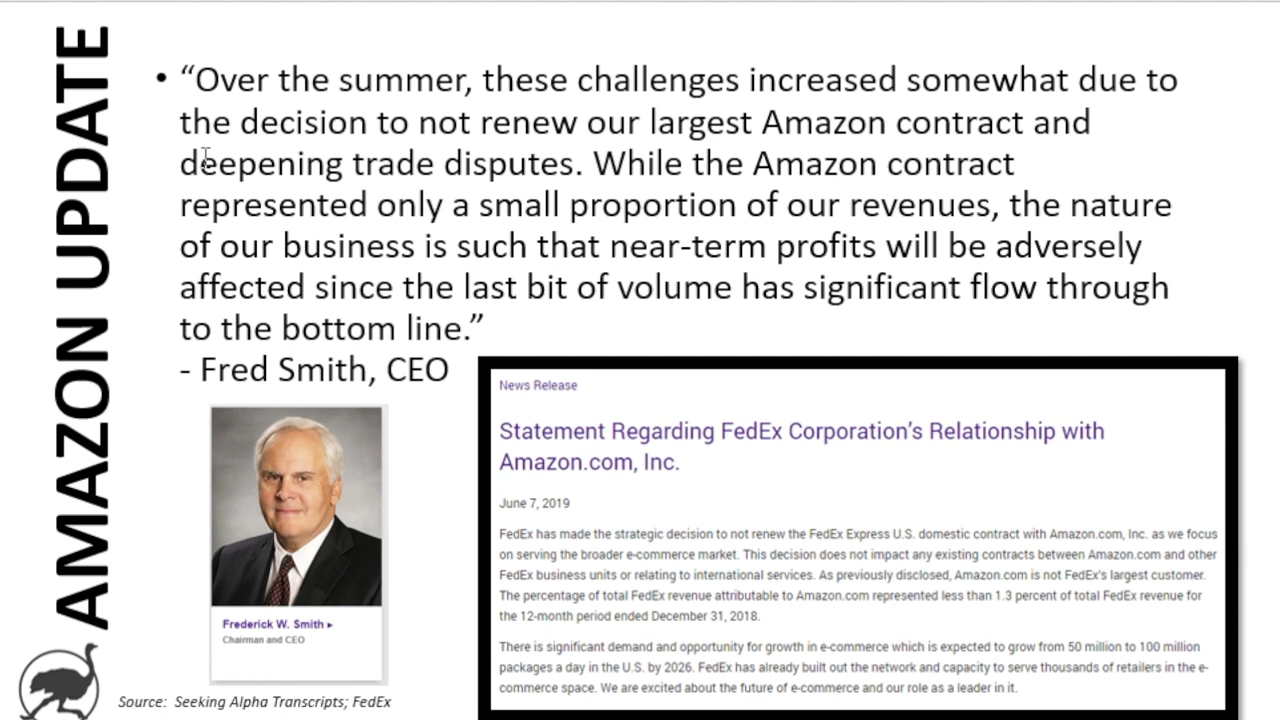 AMAZON UPDATE
• “Over the summer, these challenges increased somewhat due to
the decision to not renew our largest Amazon contract and
deepening trade disputes. While the Amazon contract
represented only a small proportion of our revenues, the nature
of our business is such that near-term profits will be adversely
affected since the last bit of volume has significant flow through
to the bottom line.”
- Fred Smith, CEO
Frederick W. Smith ▸
Chairman and CEO
Source: Seeking Alpha Transcripts; FedEx
News Release
Statement Regarding FedEx Corporation’s Relationship with
Amazon.com, Inc.
June 7, 2019
FedEx has made the strategic decision to not renew the FedEx Express U.S. domestic contract with Amazon.com, Inc. as we focus
on serving the broader e-commerce market. This decision does not impact any existing contracts between Amazon.com and other
FedEx business units or relating to international services. As previously disclosed, Amazon.com is not FedEx’s largest customer.
The percentage of total FedEx revenue attributable to Amazon.com represented less than 1.3 percent of total FedEx revenue for
the 12-month period ended December 31, 2018.
There is significant demand and opportunity for growth in e-commerce which is expected to grow from 50 million to 100 million
packages a day in the U.S. by 2026. FedEx has already built out the network and capacity to serve thousands of retailers in the e-
commerce space. We are excited about the future of e-commerce and our role as a leader in it.